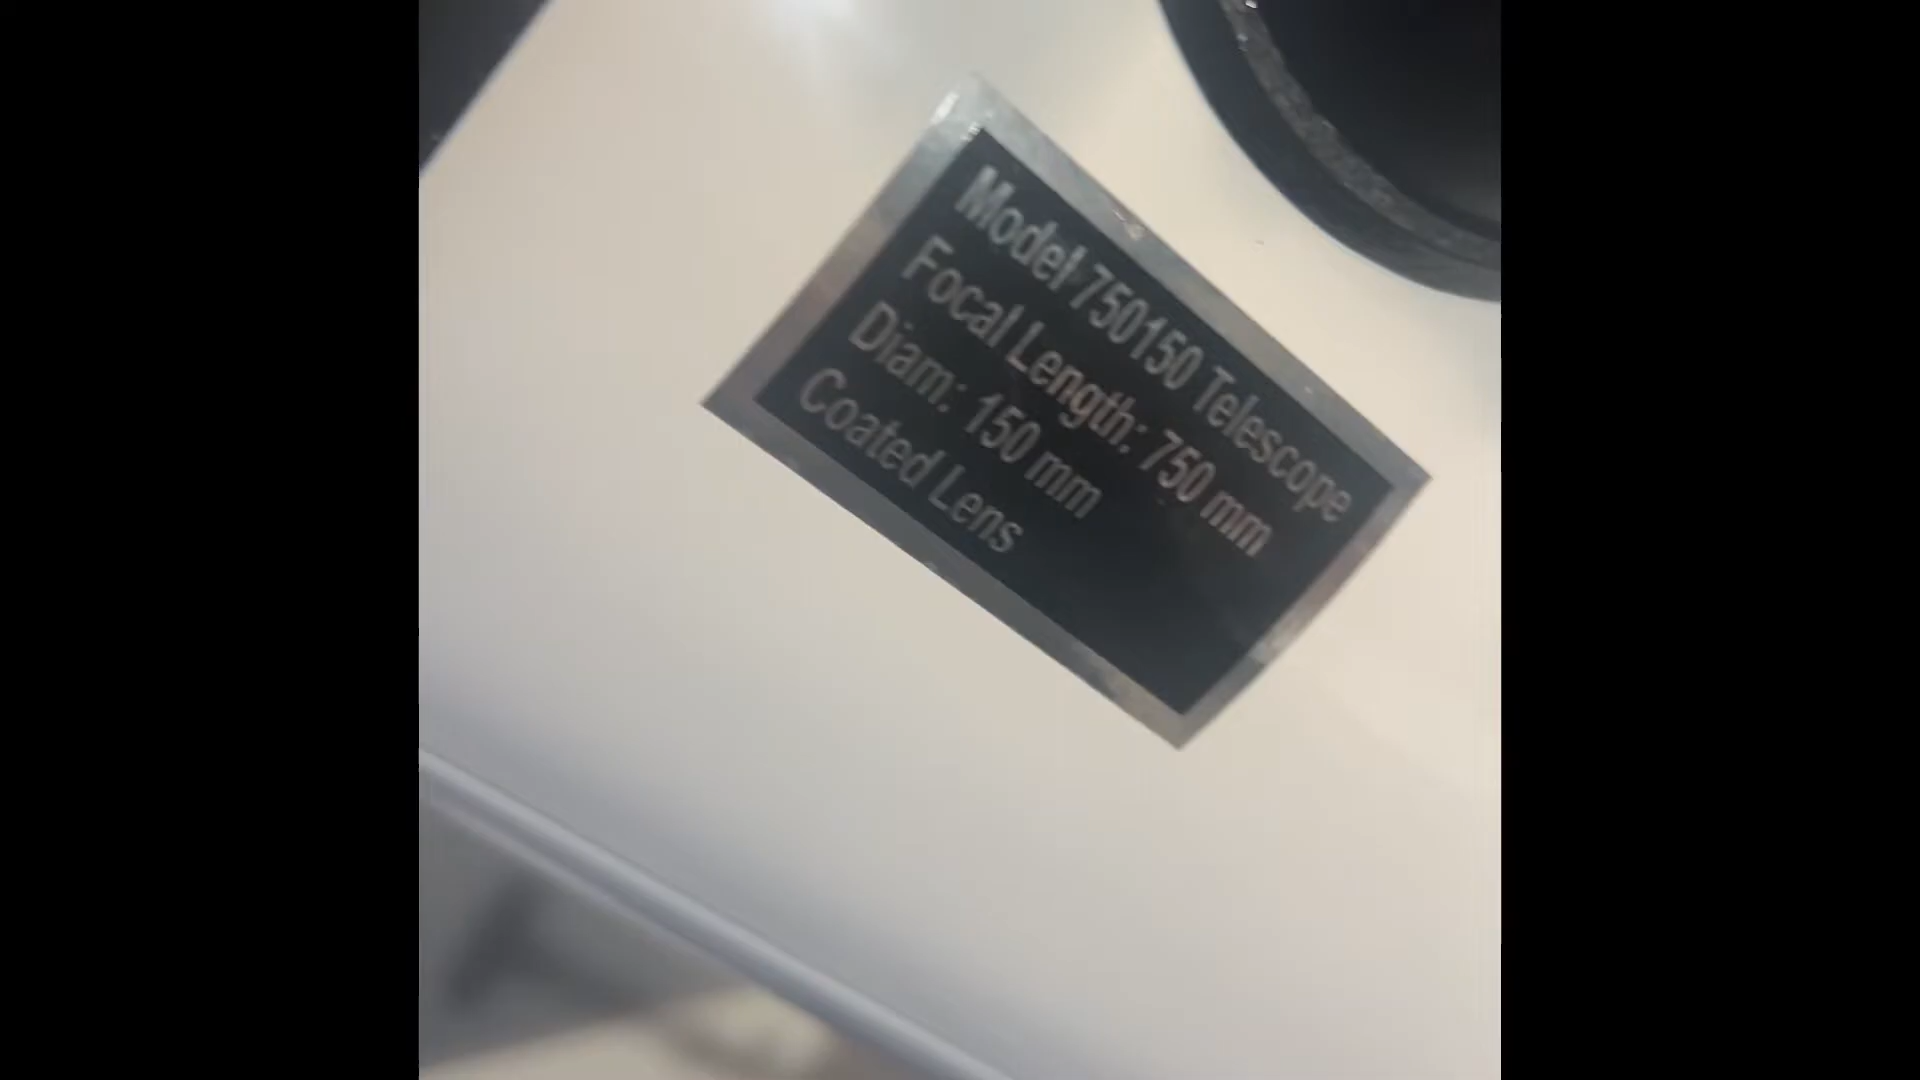 Model 750150 Telescope
Focal Length: 750 mm
Diam: 150 mm
Coated Lens